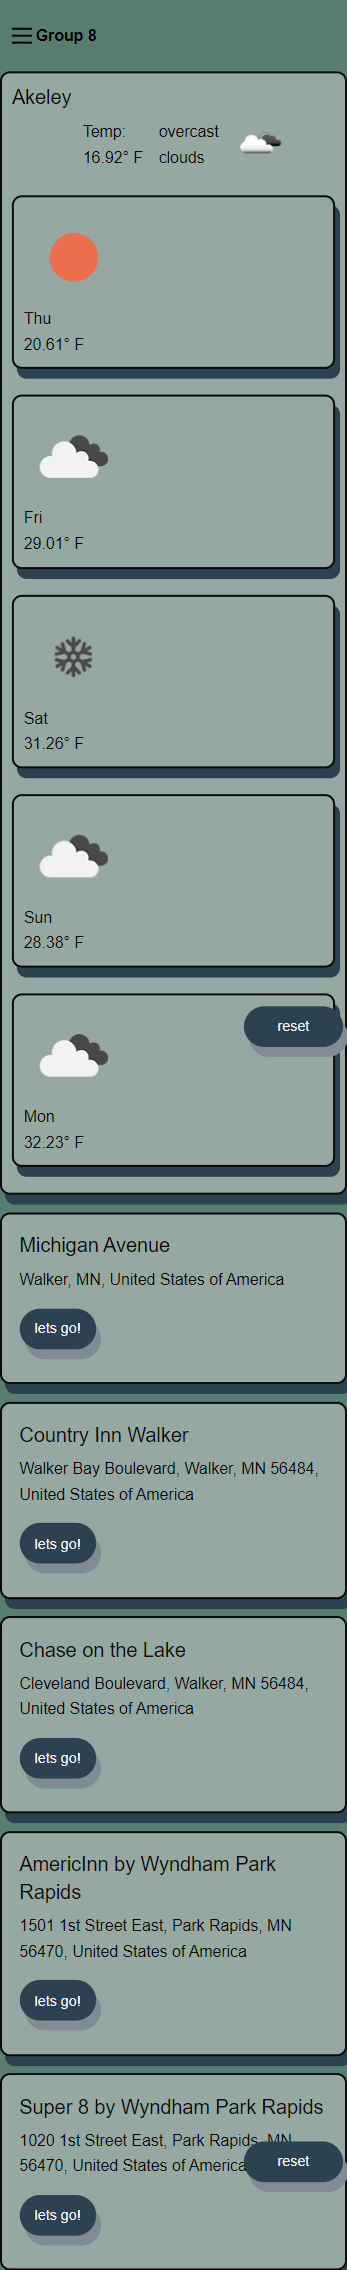 Group 8
Akeley
Temp:
16.92° F
overcast
clouds
Thu
20.61° F
Fri
29.01° F
Sat
31.26° F
Sun
28.38° F
reset
Mon
32.23° F
Michigan Avenue
Walker, MN, United States of America
lets go!
Country Inn Walker
Walker Bay Boulevard, Walker, MN 56484,
United States of America
lets go!
Chase on the Lake
Cleveland Boulevard, Walker, MN 56484,
United States of America
lets go!
AmericInn by Wyndham Park
Rapids
1501 1st Street East, Park Rapids, MN
56470, United States of America
lets go!
Super 8 by Wyndham Park Rapids
1020 1st Street East, Park Rapids, MN
56470, United States of America
reset
lets go!